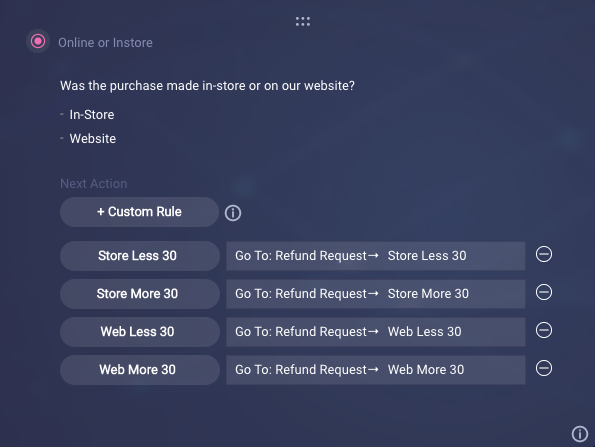 Online or Instore
Was the purchase made in-store or on our website?
- In-Store
- Website
Next Action
+ Custom Rule
Store Less 30 Go To: Refund Request→ Store Less 30
Store More 30 Go To: Refund Request→ Store More 30
Web Less 30 Go To: Refund Request→ Web Less 30
Web More 30 Go To: Refund Request→ Web More 30